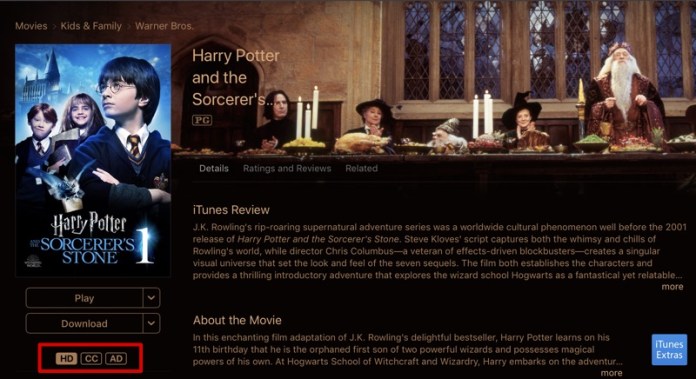 Movies > Kids & Family > Warner Bros.
Harry Potter
and the
Sorcerer's..
PG
Harry Potter
AND THE
SORCERER'S
STONE
1
Play
Download
HD CC AD
Details Ratings and Reviews Related
iTunes Review
J.K. Rowling's rip-roaring supernatural adventure series was a worldwide cultural phenomenon well before the 2001
release of Harry Potter and the Sorcerer's Stone. Steve Kloves' script captures both the whimsy and chills of
Rowling's world, while director Chris Columbus—a veteran of effects-driven blockbusters—creates a singular
visual universe that set the look and feel of the seven sequels. The film both establishes the characters and
provides a thrilling introductory adventure that explores the wizard school Hogwarts as a fantastical yet relatable...
more
About the Movie
In this enchanting film adaptation of J.K. Rowling's delightful bestseller, Harry Potter learns on his
11th birthday that he is the orphaned first son of two powerful wizards and possesses magical
powers of his own. At Hogwarts School of Witchcraft and Wizardry, Harry embarks on the adventur...
more
iTunes
Extras